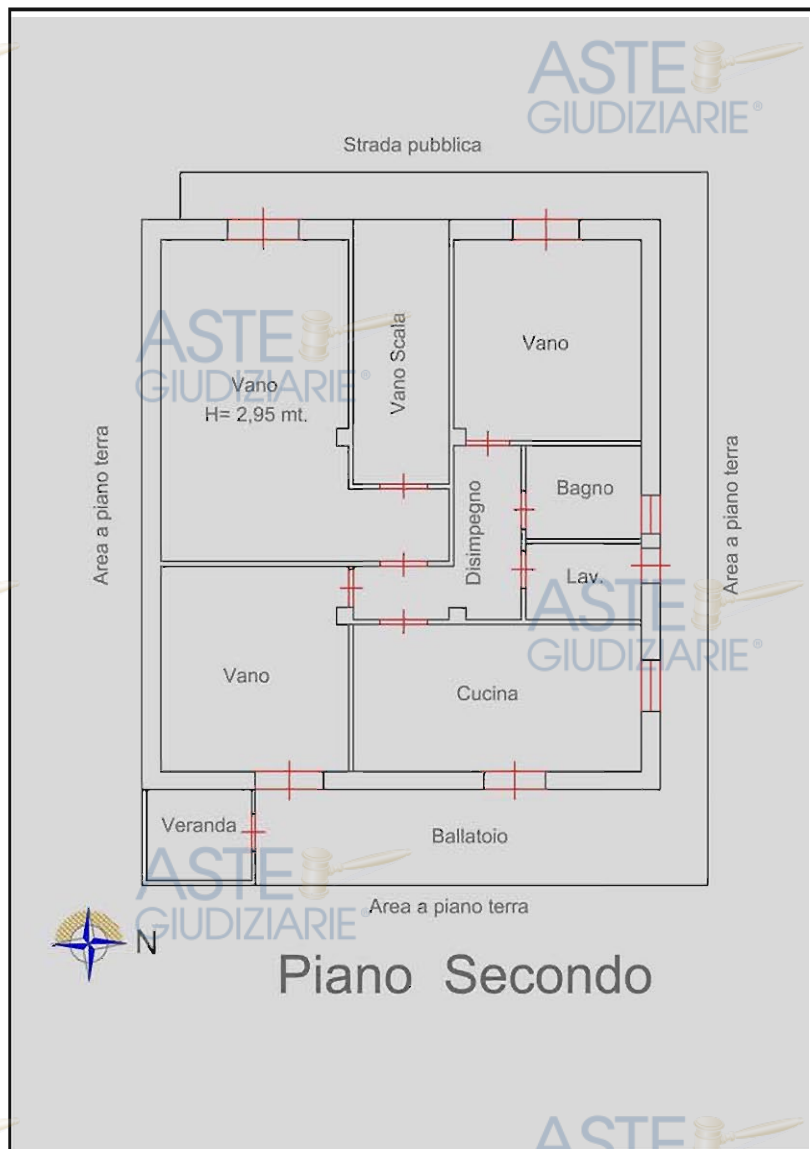 ASTE
GIUDIZIARIE®
Strada pubblica
Vano Scala
Vano
ASTE
GIUDIZIARIE®
Vano
H= 2,95 mt.
Area a piano terra
Area a piano terra
Disimpegno
Bagno
Lav.
ASTE
GIUDIZIARIE®
Vano
Cucina
Veranda
Ballatoio
ASTE
GIUDIZIARIE®
Area a piano terra
N
Piano Secondo
ASTE